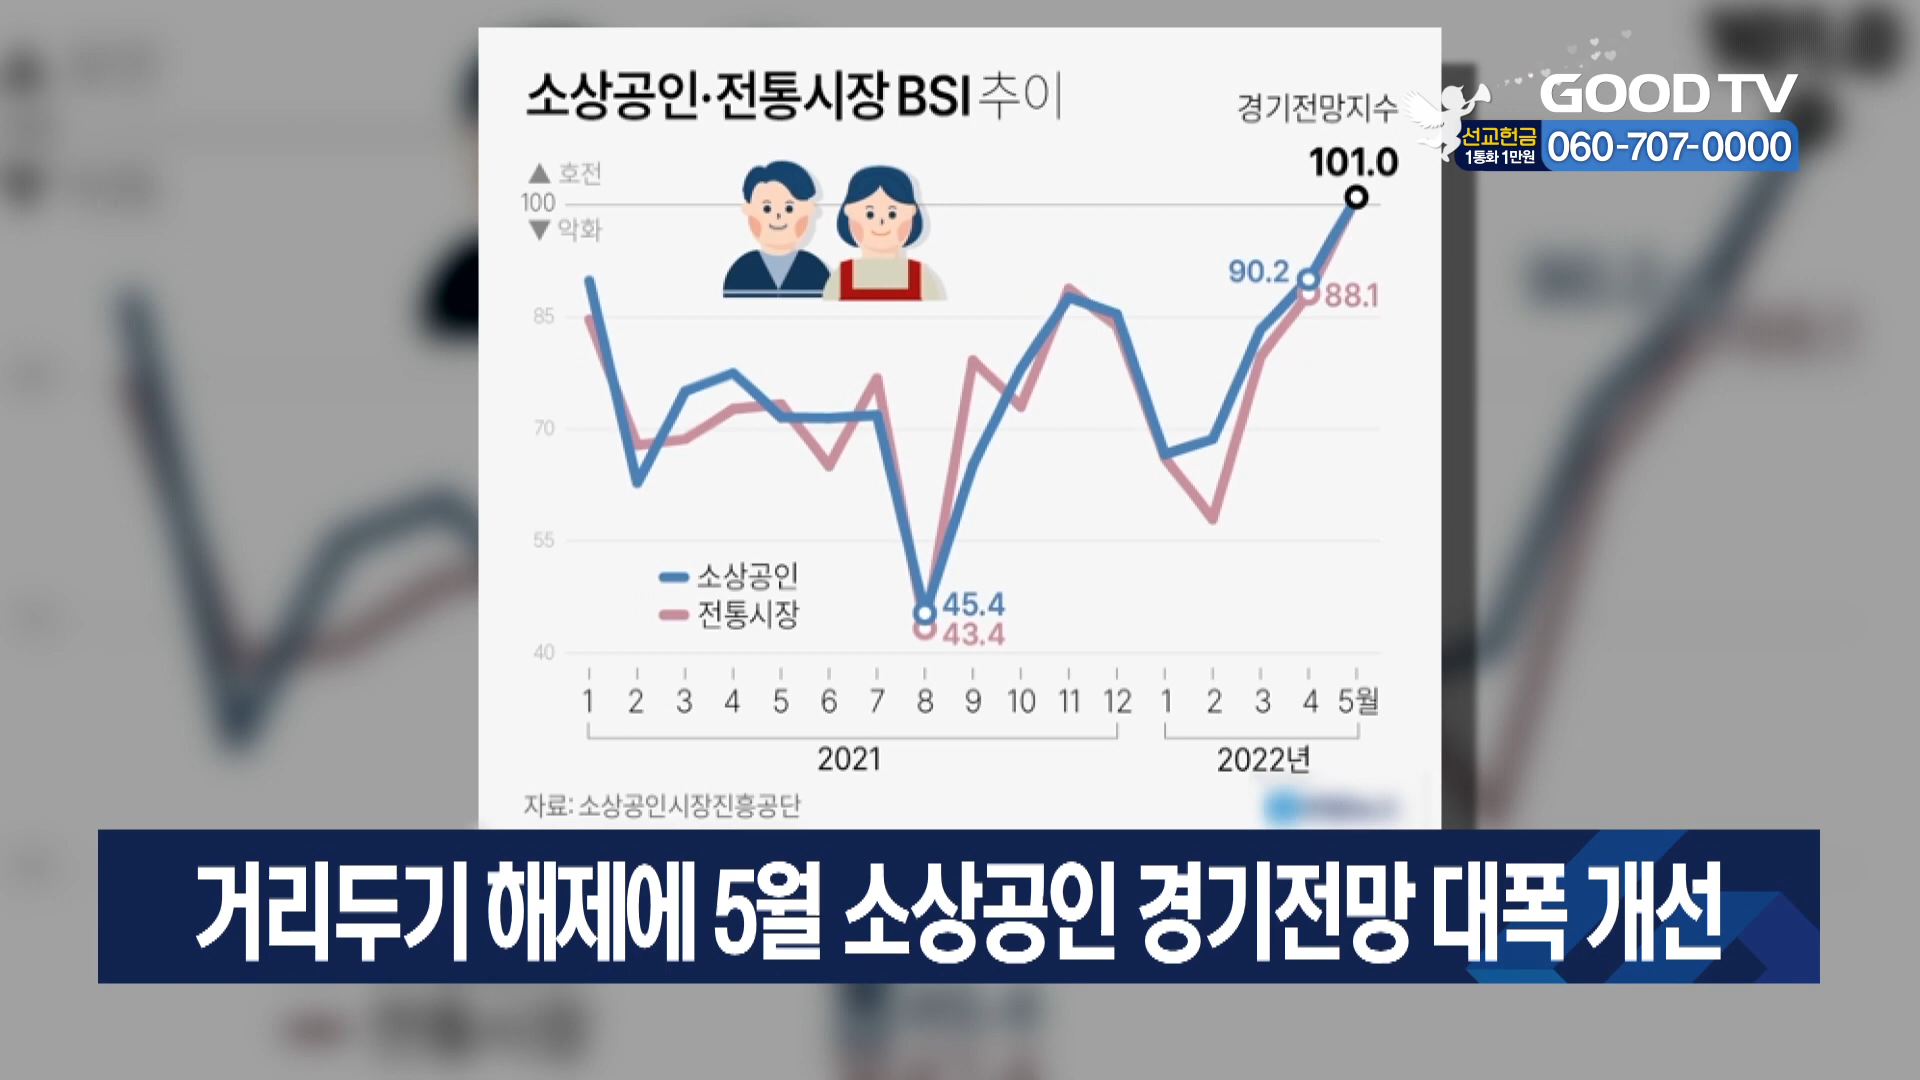 소상공인·전통시장 BSI 추이
경기전망지수
GOODTV
선교헌금
1통화 1만원
060-707-0000
101.0
▲ 호전
100
▼ 악화
90.2
88.1
85
70
55
소상공인
전통시장
45.4
43.4
40
1 2 3 4 5 6 7 8 9 10 11 12 1 2 3 4 5월
2021 2022년
자료: 소상공인시장진흥공단
거리두기 해제에 5월 소상공인 경기전망 대폭 개선